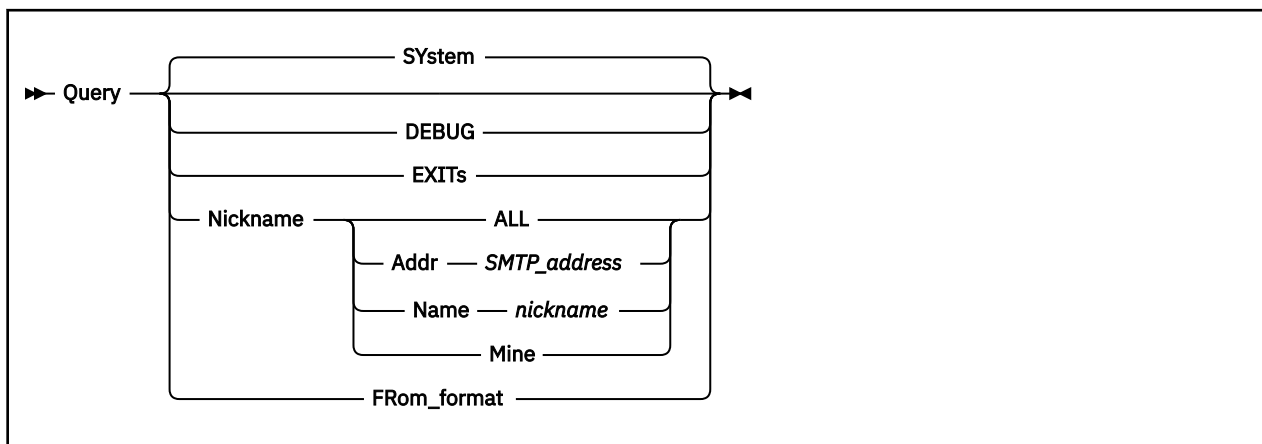 SYstem
Query
DEBUG
EXITs
Nickname ALL
Addr SMTP_address
Name nickname
Mine
FRom_format